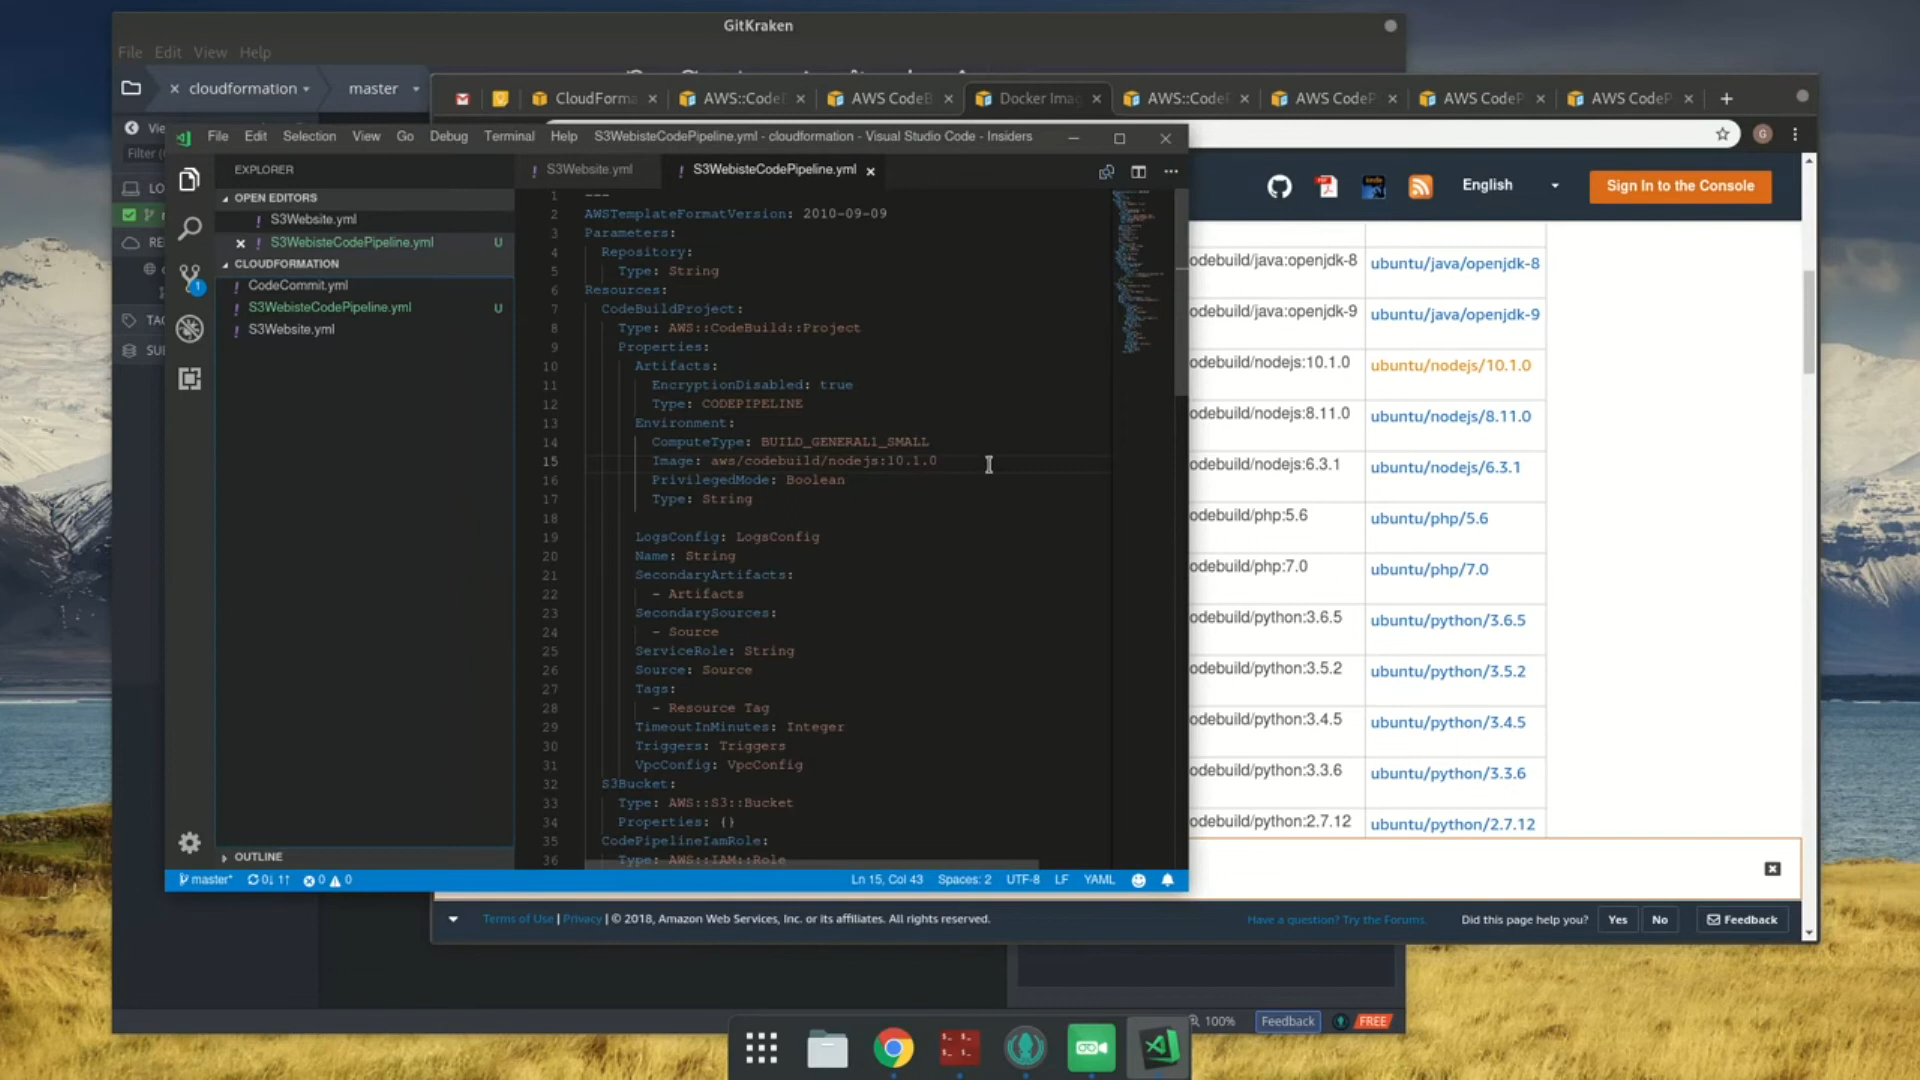 GitKraken
File Edit View Help
cloudformation
master
CloudForma
AWS::CodeB
AWS CodeB
Docker Imag
AWS::CodeP
AWS CodeP
AWS CodeP
AWS CodeP
File Edit Selection View Go Debug Terminal Help
S3WebisteCodePipeline.yml - cloudformation - Visual Studio Code - Insiders
G
Filter
EXPLORER
OPEN EDITORS
S3Website.yml
S3WebisteCodePipeline.yml U
CLOUDFORMATION
CodeCommit.yml
S3WebisteCodePipeline.yml U
S3Website.yml
OUTLINE
S3Website.yml
S3WebisteCodePipeline.yml
1 ---
2 AWSTemplateFormatVersion: 2010-09-09
3 Parameters:
4 Repository:
5 Type: String
6 Resources:
7 CodeBuildProject:
8 Type: AWS::CodeBuild::Project
9 Properties:
10 Artifacts:
11 EncryptionDisabled: true
12 Type: CODEPIPELINE
13 Environment:
14 ComputeType: BUILD_GENERAL1_SMALL
15 Image: aws/codebuild/nodejs:10.1.0
16 PrivilegedMode: Boolean
17 Type: String
18
19 LogsConfig: LogsConfig
20 Name: String
21 SecondaryArtifacts:
22 - Artifacts
23 SecondarySources:
24 - Source
25 ServiceRole: String
26 Source: Source
27 Tags:
28 - Resource Tag
29 TimeoutInMinutes: Integer
30 Triggers: Triggers
31 VpcConfig: VpcConfig
32 S3Bucket:
33 Type: AWS::S3::Bucket
34 Properties: {}
35 CodePipelineIamRole:
36 Type: AWS::IAM::Role
master* 0↓ 1↑ 0 0
Ln 15, Col 43 Spaces: 2 UTF-8 LF YAML
English
Sign In to the Console
odebuild/java:openjdk-8 ubuntu/java/openjdk-8
odebuild/java:openjdk-9 ubuntu/java/openjdk-9
odebuild/nodejs:10.1.0 ubuntu/nodejs/10.1.0
odebuild/nodejs:8.11.0 ubuntu/nodejs/8.11.0
odebuild/nodejs:6.3.1 ubuntu/nodejs/6.3.1
odebuild/php:5.6 ubuntu/php/5.6
odebuild/php:7.0 ubuntu/php/7.0
odebuild/python:3.6.5 ubuntu/python/3.6.5
odebuild/python:3.5.2 ubuntu/python/3.5.2
odebuild/python:3.4.5 ubuntu/python/3.4.5
odebuild/python:3.3.6 ubuntu/python/3.3.6
odebuild/python:2.7.12 ubuntu/python/2.7.12
Terms of Use | Privacy | © 2018, Amazon Web Services, Inc. or its affiliates. All rights reserved.
Have a question? Try the Forums.
Did this page help you? Yes No Feedback
100% Feedback FREE